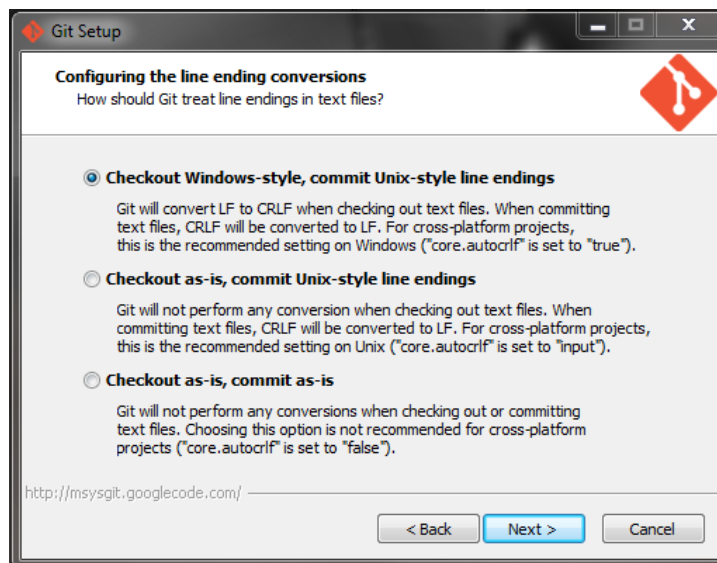 Git Setup
Configuring the line ending conversions
How should Git treat line endings in text files?
Checkout Windows-style, commit Unix-style line endings
Git will convert LF to CRLF when checking out text files. When committing
text files, CRLF will be converted to LF. For cross-platform projects,
this is the recommended setting on Windows ("core.autocrlf" is set to "true").
Checkout as-is, commit Unix-style line endings
Git will not perform any conversion when checking out text files. When
committing text files, CRLF will be converted to LF. For cross-platform projects,
this is the recommended setting on Unix ("core.autocrlf" is set to "input").
Checkout as-is, commit as-is
Git will not perform any conversions when checking out or committing
text files. Choosing this option is not recommended for cross-platform
projects ("core.autocrlf" is set to "false").
http://msysgit.googlecode.com/
< Back Next > Cancel